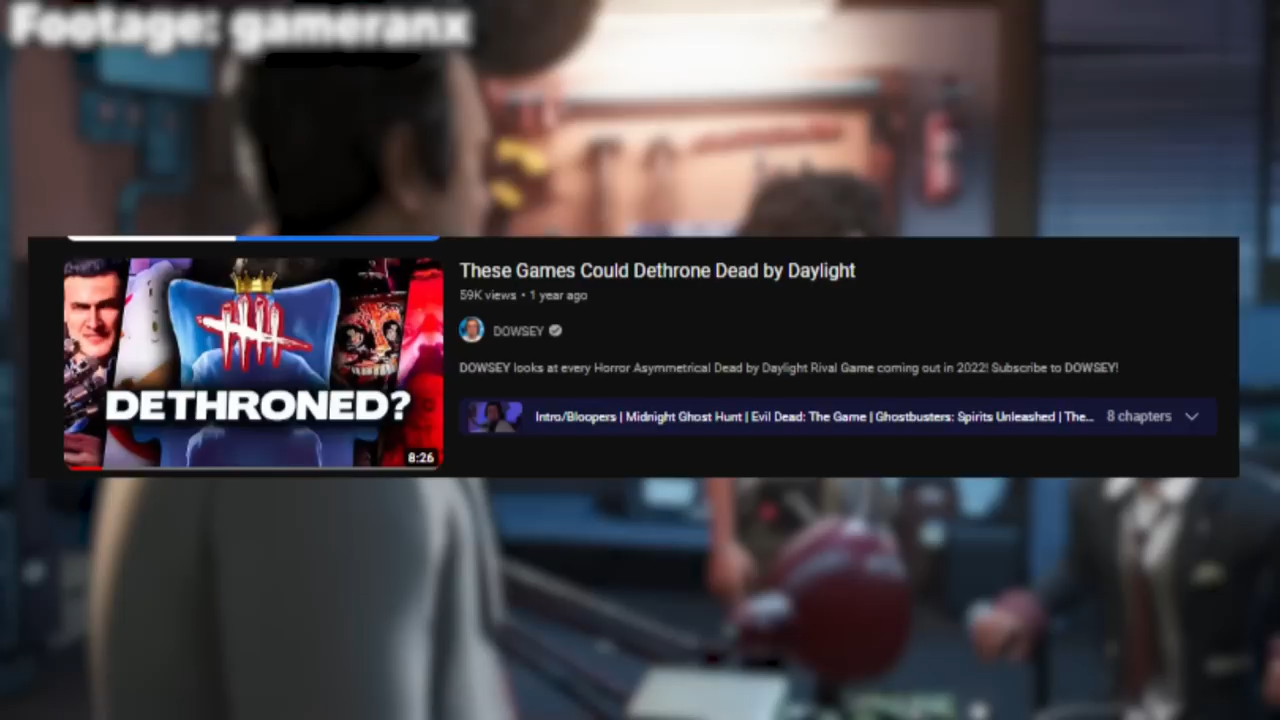 Footage: gameranx
These Games Could Dethrone Dead by Daylight
59K views • 1 year ago
DOWSEY
DOWSEY looks at every Horror Asymmetrical Dead by Daylight Rival Game coming out in 2022! Subscribe to DOWSEY!
DETHRONED?
Intro/Bloopers | Midnight Ghost Hunt | Evil Dead: The Game | Ghostbusters: Spirits Unleashed | The...
8 chapters
8:26